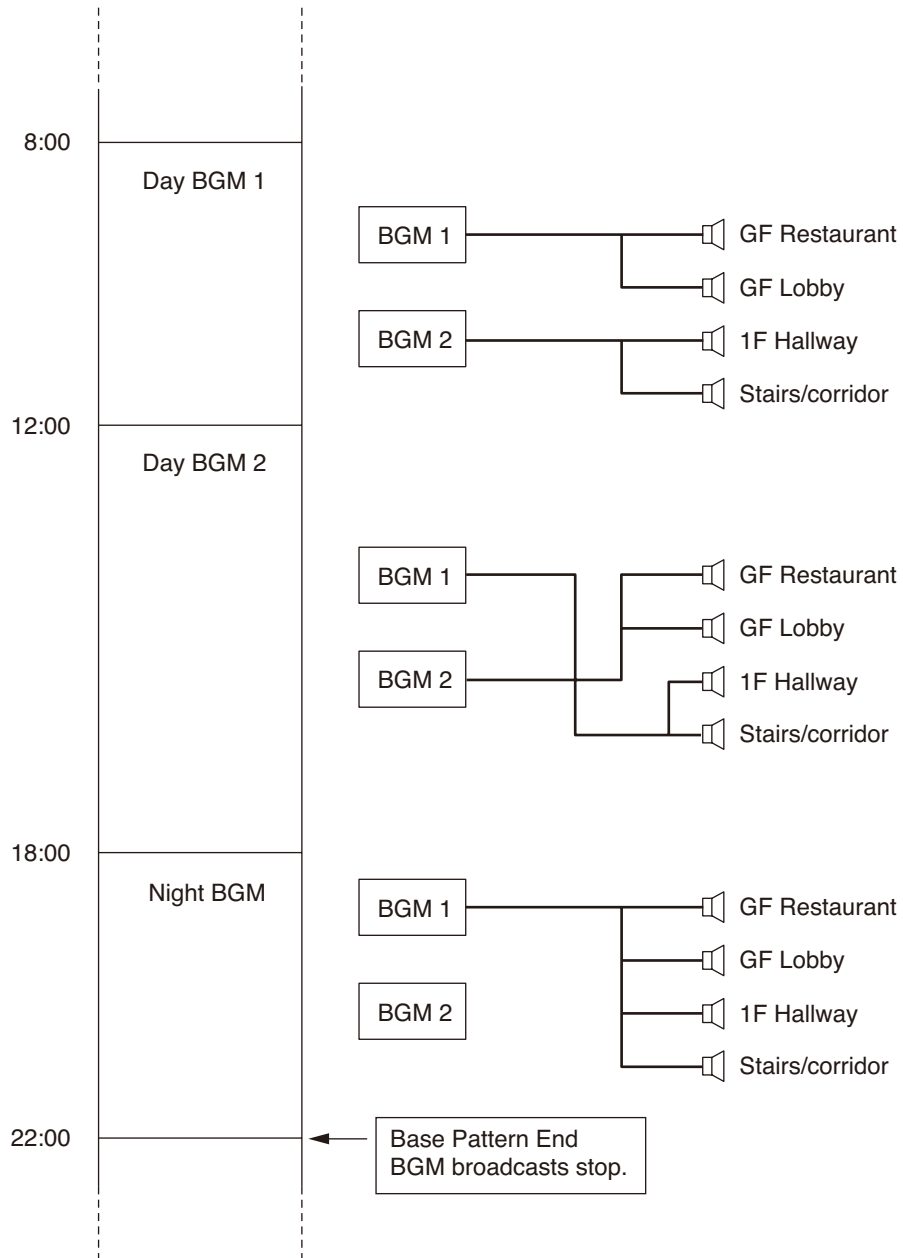 8:00
Day BGM 1
BGM 1
GF Restaurant
GF Lobby
BGM 2
1F Hallway
Stairs/corridor
12:00
Day BGM 2
BGM 1
GF Restaurant
GF Lobby
BGM 2
1F Hallway
Stairs/corridor
18:00
Night BGM
BGM 1
GF Restaurant
GF Lobby
BGM 2
1F Hallway
Stairs/corridor
22:00
Base Pattern End
BGM broadcasts stop.